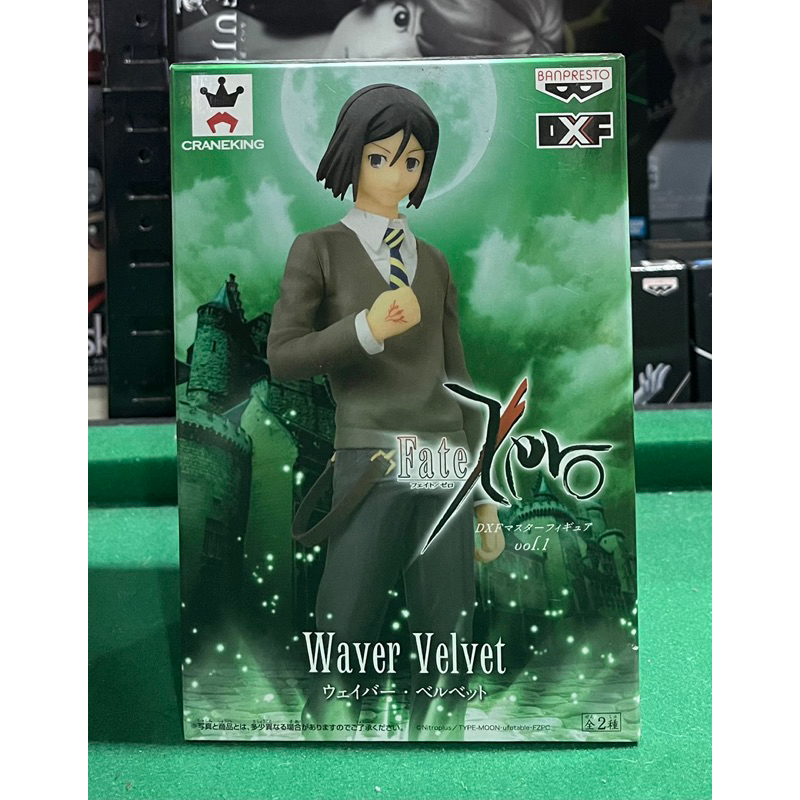 CRANEKING
BANPRESTO
DXF
Fate
Zero
フェイト/ゼロ
DXFマスターフィギュア
vol.1
Waver Velvet
ウェイバー・ベルベット
※写真と商品とは、多少異なる場合がありますのでご了承ください。
©Nitroplus/TYPE-MOON・ufotable・FZPC
全2種